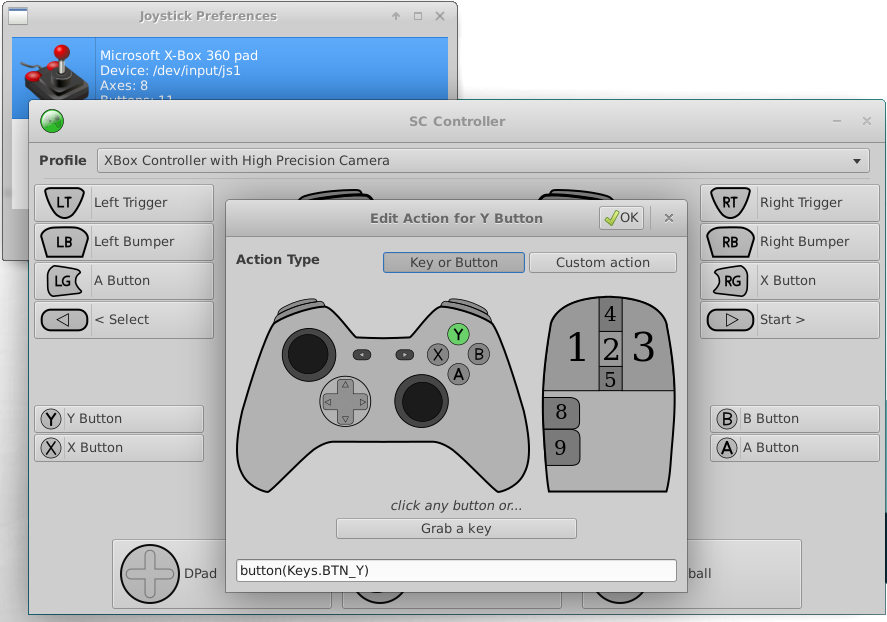 Joystick Preferences
Microsoft X-Box 360 pad
Device: /dev/input/js1
Axes: 8
Buttons: 11
SC Controller
Profile
XBox Controller with High Precision Camera
LT Left Trigger
LB Left Bumper
LG A Button
< Select
Y Y Button
X X Button
DPad
RT Right Trigger
RB Right Bumper
RG X Button
Start >
B B Button
A A Button
ball
Edit Action for Y Button
OK
Action Type
Key or Button
Custom action
Y
X
B
A
4
1
2
3
5
8
9
click any button or...
Grab a key
button(Keys.BTN_Y)